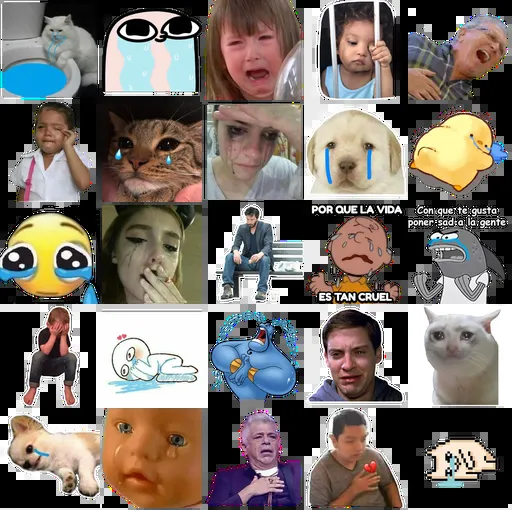 POR QUE LA VIDA
ES TAN CRUEL
Con que te gusta
poner sad a la gente